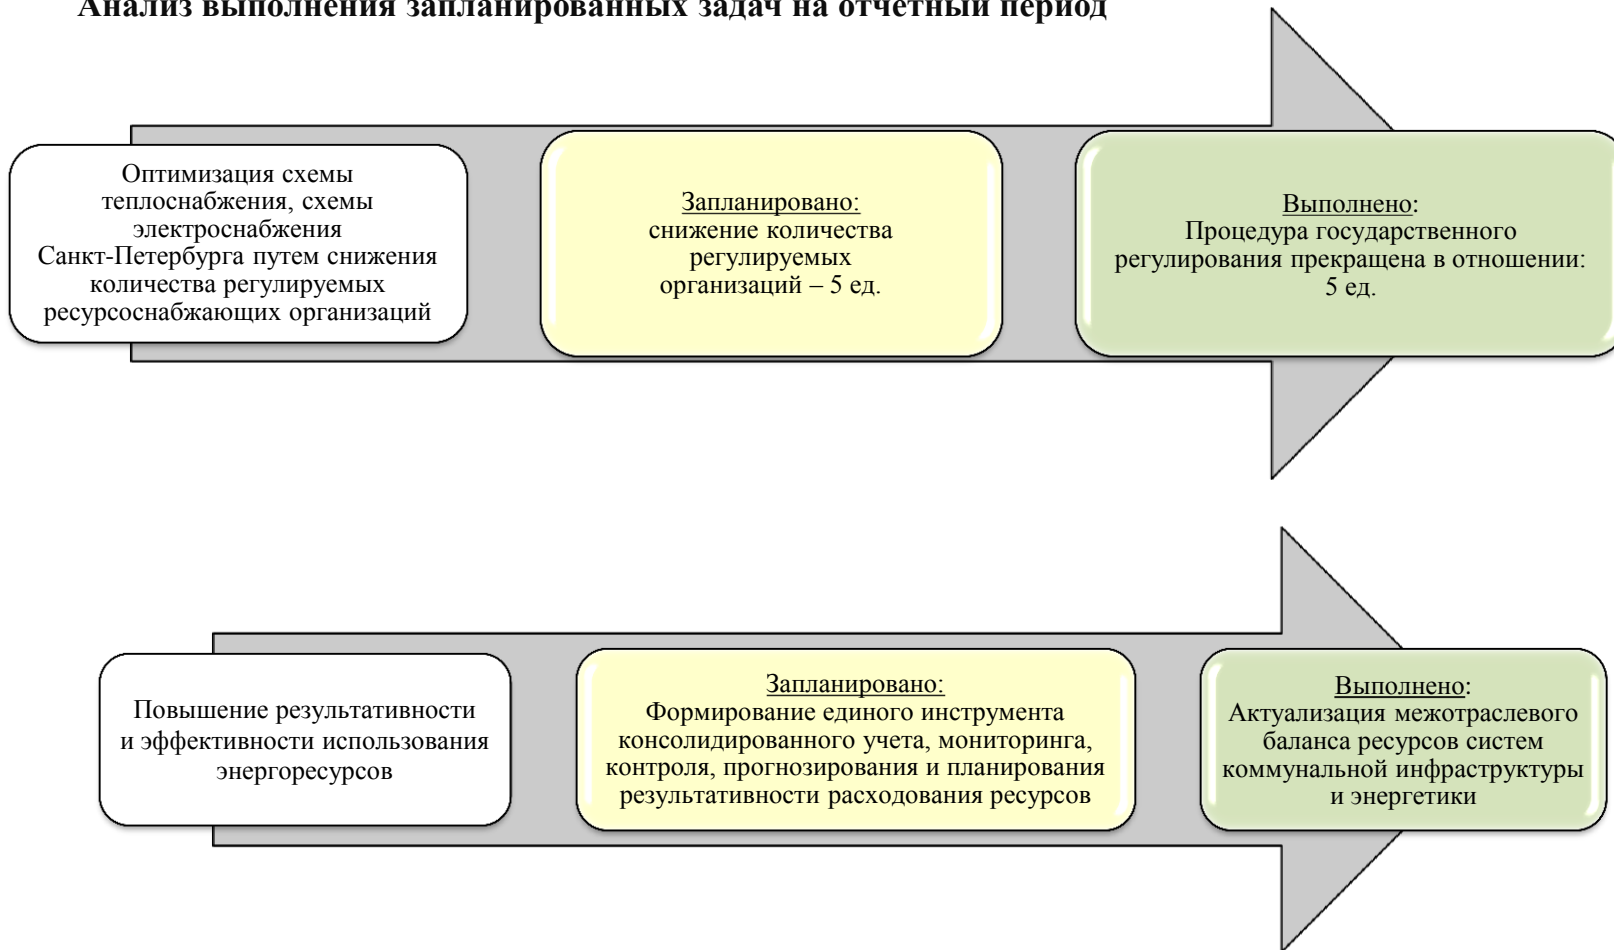 Анализ выполнения запланированных задач на отчетный период
Оптимизация схемы
теплоснабжения, схемы
электроснабжения
Санкт-Петербурга путем снижения
количества регулируемых
ресурсоснабжающих организаций
Запланировано:
снижение количества
регулируемых
организаций – 5 ед.
Выполнено:
Процедура государственного
регулирования прекращена в отношении:
5 ед.
Повышение результативности
и эффективности использования
энергоресурсов
Запланировано:
Формирование единого инструмента
консолидированного учета, мониторинга,
контроля, прогнозирования и планирования
результативности расходования ресурсов
Выполнено:
Актуализация межотраслевого
баланса ресурсов систем
коммунальной инфраструктуры
и энергетики